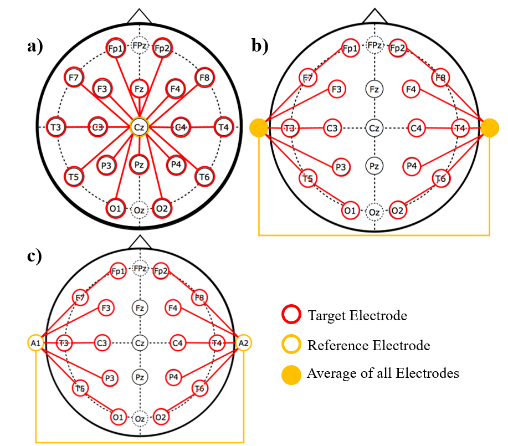 a)
Fp1 FPz Fp2
F7 F3 Fz F4 F8
T3 C3 Cz C4 T4
T5 P3 Pz P4 T6
O1 Oz O2
b)
Fp1 FPz Fp2
F7 F3 Fz F4 F8
T3 C3 Cz C4 T4
T5 P3 Pz P4 T6
O1 Oz O2
c)
Fp1 FPz Fp2
F7 F3 Fz F4 F8
A1 T3 C3 Cz C4 T4 A2
T5 P3 Pz P4 T6
O1 Oz O2
Target Electrode
Reference Electrode
Average of all Electrodes